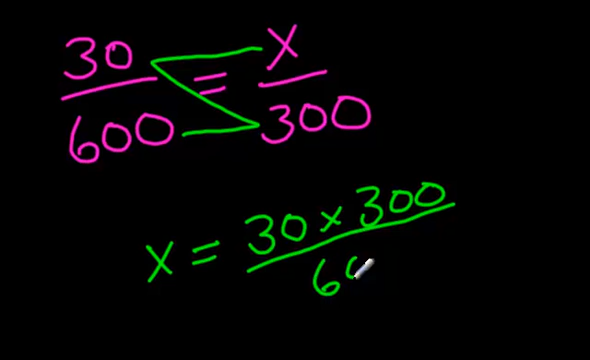 30/600 = x/300
x = 30 x 300/6